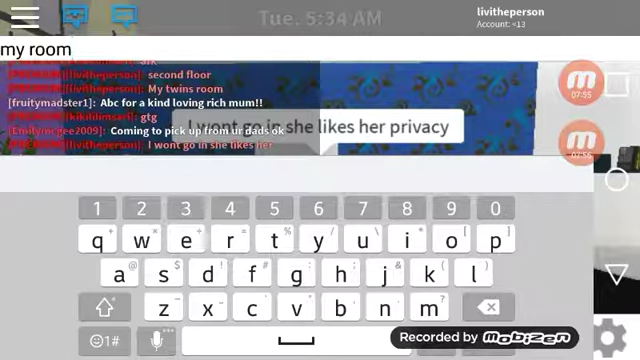 Tue. 5:34 AM
livitheperson
Account: <13
my room
second floor
My twins room
[fruitymadster1]: Abc for a kind loving rich mum!!
gtg
[Emilymcgee2009]: Coming to pick up from ur dads ok
I wont go in she likes her
I wont go in she likes her privacy
07:55
07:55
1 2 3 4 5 6 7 8 9 0
q w e r t y u i o p
a s d f g h j k l
z x c v b n m
1#
Recorded by Mobizen